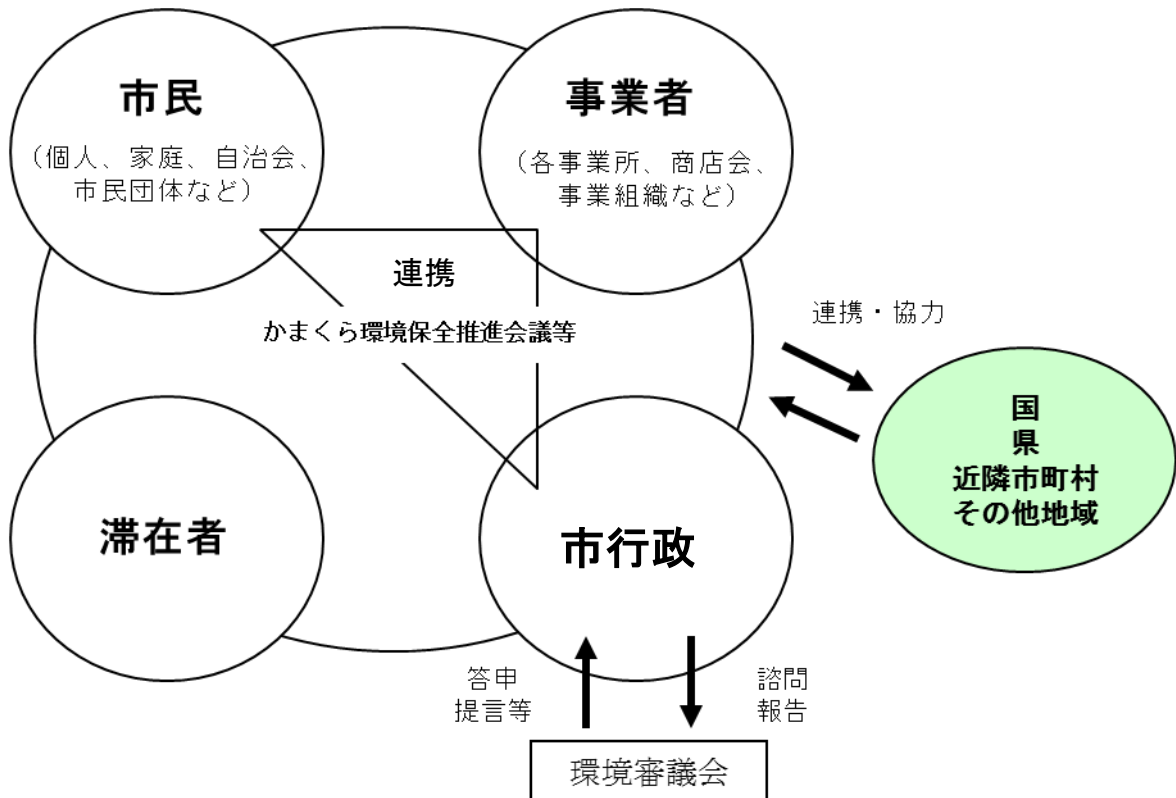 市民
（個人、家庭、自治会、
市民団体など）
事業者
（各事業所、商店会、
事業組織など）
連携
かまくら環境保全推進会議等
連携・協力
国
県
近隣市町村
その他地域
滞在者
市行政
答申
提言等
諮問
報告
環境審議会